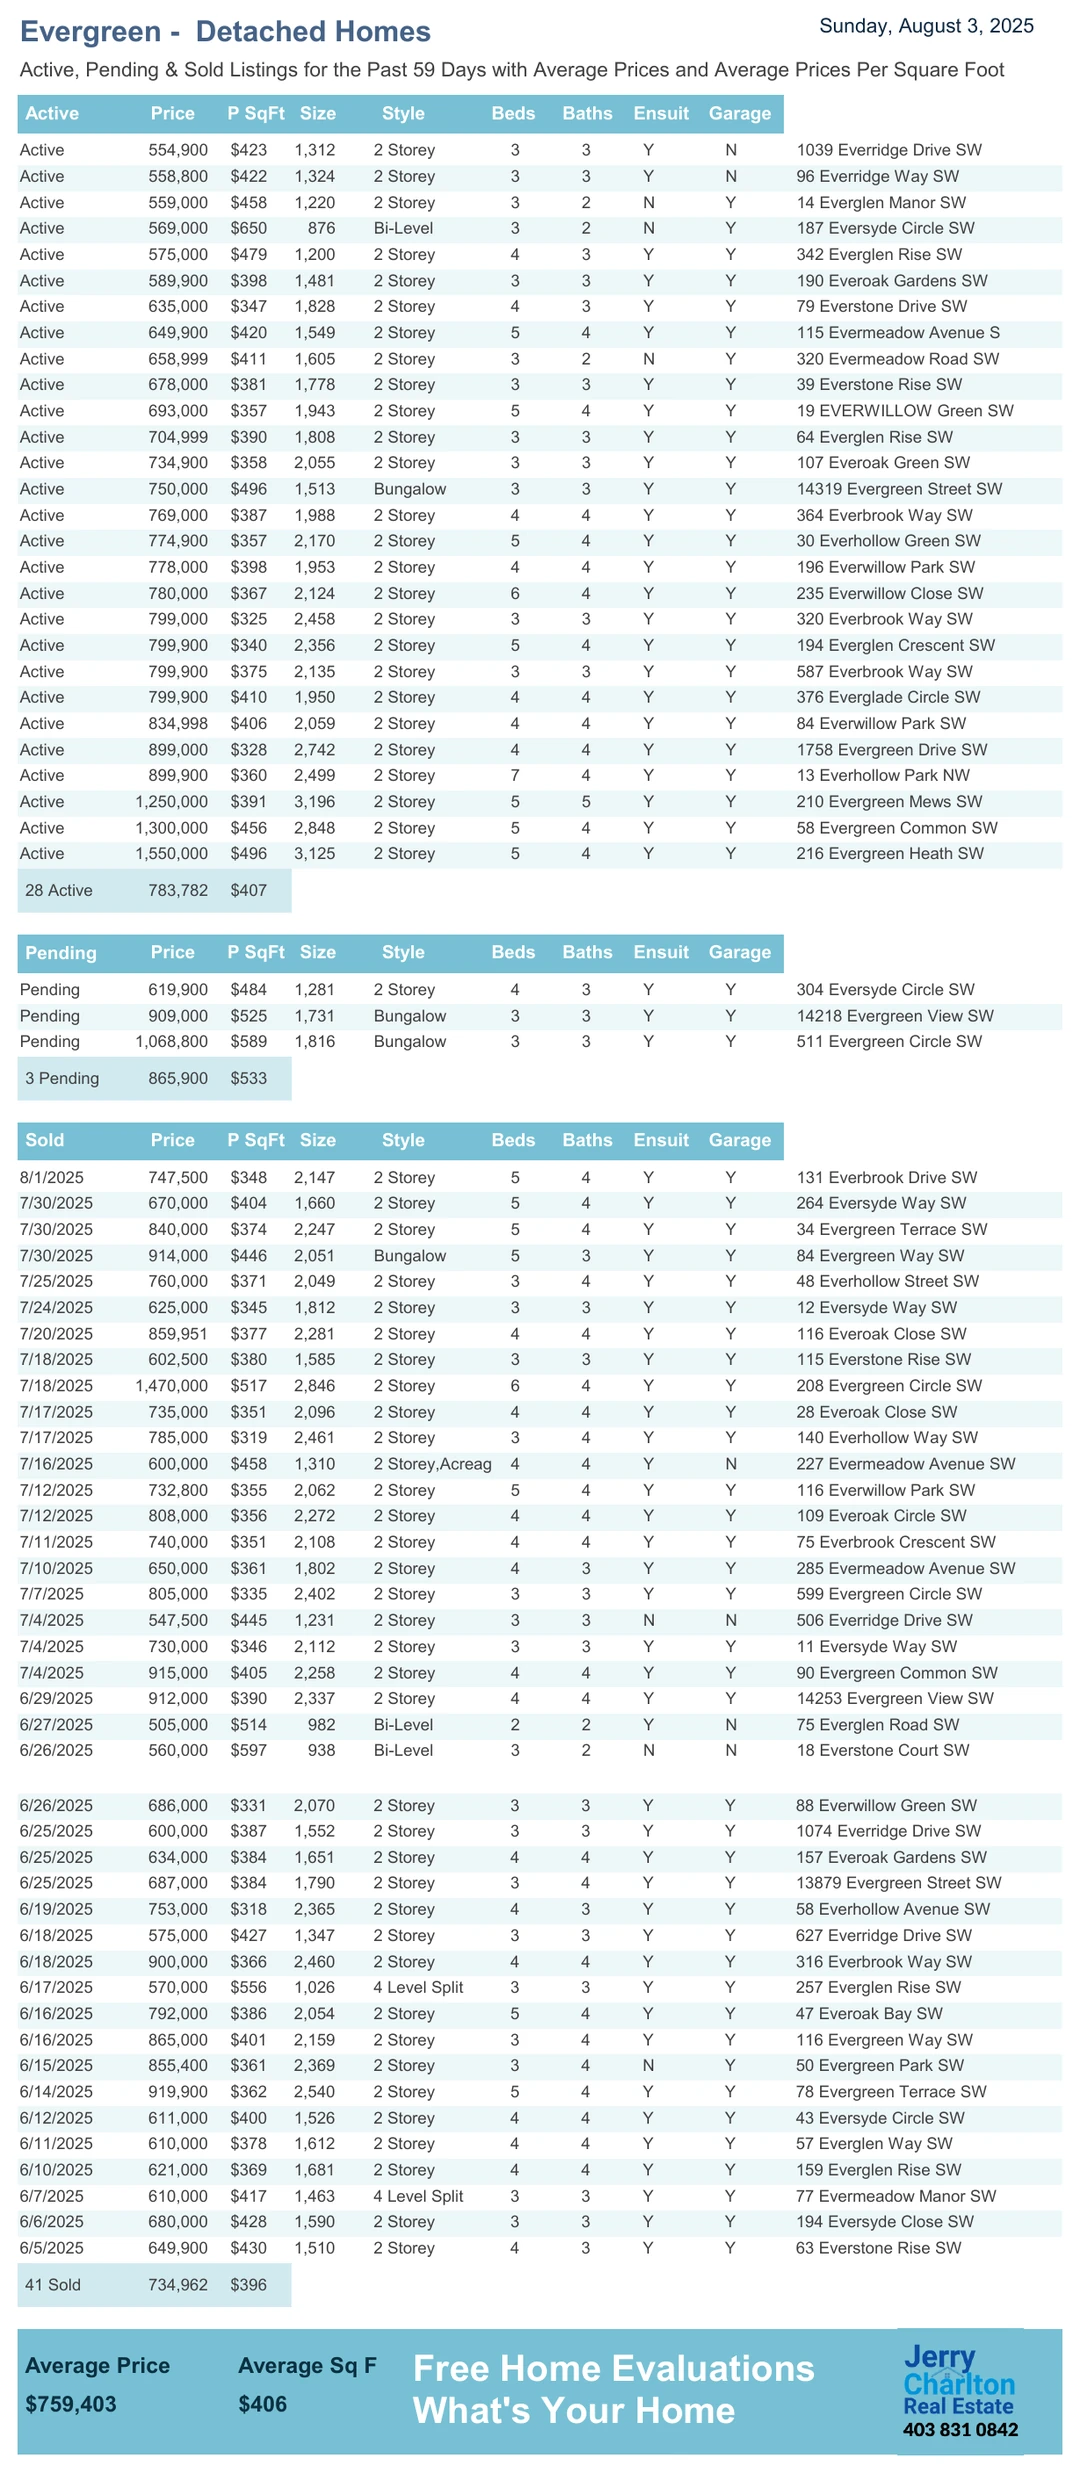 Evergreen -  Detached Homes
Sunday, August 3, 2025
Active, Pending & Sold Listings for the Past 59 Days with Average Prices and Average Prices Per Square Foot
Active Price P SqFt Size Style Beds Baths Ensuit Garage
Active 554,900 $423 1,312 2 Storey 3 3 Y N 1039 Everridge Drive SW
Active 558,800 $422 1,324 2 Storey 3 3 Y N 96 Everridge Way SW
Active 559,000 $458 1,220 2 Storey 3 2 N Y 14 Everglen Manor SW
Active 569,000 $650 876 Bi-Level 3 2 N Y 187 Eversyde Circle SW
Active 575,000 $479 1,200 2 Storey 4 3 Y Y 342 Everglen Rise SW
Active 589,900 $398 1,481 2 Storey 3 3 Y Y 190 Everoak Gardens SW
Active 635,000 $347 1,828 2 Storey 4 3 Y Y 79 Everstone Drive SW
Active 649,900 $420 1,549 2 Storey 5 4 Y Y 115 Evermeadow Avenue S
Active 658,999 $411 1,605 2 Storey 3 2 N Y 320 Evermeadow Road SW
Active 678,000 $381 1,778 2 Storey 3 3 Y Y 39 Everstone Rise SW
Active 693,000 $357 1,943 2 Storey 5 4 Y Y 19 EVERWILLOW Green SW
Active 704,999 $390 1,808 2 Storey 3 3 Y Y 64 Everglen Rise SW
Active 734,900 $358 2,055 2 Storey 3 3 Y Y 107 Everoak Green SW
Active 750,000 $496 1,513 Bungalow 3 3 Y Y 14319 Evergreen Street SW
Active 769,000 $387 1,988 2 Storey 4 4 Y Y 364 Everbrook Way SW
Active 774,900 $357 2,170 2 Storey 5 4 Y Y 30 Everhollow Green SW
Active 778,000 $398 1,953 2 Storey 4 4 Y Y 196 Everwillow Park SW
Active 780,000 $367 2,124 2 Storey 6 4 Y Y 235 Everwillow Close SW
Active 799,000 $325 2,458 2 Storey 3 3 Y Y 320 Everbrook Way SW
Active 799,900 $340 2,356 2 Storey 5 4 Y Y 194 Everglen Crescent SW
Active 799,900 $375 2,135 2 Storey 3 3 Y Y 587 Everbrook Way SW
Active 799,900 $410 1,950 2 Storey 4 4 Y Y 376 Everglade Circle SW
Active 834,998 $406 2,059 2 Storey 4 4 Y Y 84 Everwillow Park SW
Active 899,000 $328 2,742 2 Storey 4 4 Y Y 1758 Evergreen Drive SW
Active 899,900 $360 2,499 2 Storey 7 4 Y Y 13 Everhollow Park NW
Active 1,250,000 $391 3,196 2 Storey 5 5 Y Y 210 Evergreen Mews SW
Active 1,300,000 $456 2,848 2 Storey 5 4 Y Y 58 Evergreen Common SW
Active 1,550,000 $496 3,125 2 Storey 5 4 Y Y 216 Evergreen Heath SW
28 Active 783,782 $407
Pending Price P SqFt Size Style Beds Baths Ensuit Garage
Pending 619,900 $484 1,281 2 Storey 4 3 Y Y 304 Eversyde Circle SW
Pending 909,000 $525 1,731 Bungalow 3 3 Y Y 14218 Evergreen View SW
Pending 1,068,800 $589 1,816 Bungalow 3 3 Y Y 511 Evergreen Circle SW
3 Pending 865,900 $533
Sold Price P SqFt Size Style Beds Baths Ensuit Garage
8/1/2025 747,500 $348 2,147 2 Storey 5 4 Y Y 131 Everbrook Drive SW
7/30/2025 670,000 $404 1,660 2 Storey 5 4 Y Y 264 Eversyde Way SW
7/30/2025 840,000 $374 2,247 2 Storey 5 4 Y Y 34 Evergreen Terrace SW
7/30/2025 914,000 $446 2,051 Bungalow 5 3 Y Y 84 Evergreen Way SW
7/25/2025 760,000 $371 2,049 2 Storey 3 4 Y Y 48 Everhollow Street SW
7/24/2025 625,000 $345 1,812 2 Storey 3 3 Y Y 12 Eversyde Way SW
7/20/2025 859,951 $377 2,281 2 Storey 4 4 Y Y 116 Everoak Close SW
7/18/2025 602,500 $380 1,585 2 Storey 3 3 Y Y 115 Everstone Rise SW
7/18/2025 1,470,000 $517 2,846 2 Storey 6 4 Y Y 208 Evergreen Circle SW
7/17/2025 735,000 $351 2,096 2 Storey 4 4 Y Y 28 Everoak Close SW
7/17/2025 785,000 $319 2,461 2 Storey 3 4 Y Y 140 Everhollow Way SW
7/16/2025 600,000 $458 1,310 2 Storey,Acreag 4 4 Y N 227 Evermeadow Avenue SW
7/12/2025 732,800 $355 2,062 2 Storey 5 4 Y Y 116 Everwillow Park SW
7/12/2025 808,000 $356 2,272 2 Storey 4 4 Y Y 109 Everoak Circle SW
7/11/2025 740,000 $351 2,108 2 Storey 4 4 Y Y 75 Everbrook Crescent SW
7/10/2025 650,000 $361 1,802 2 Storey 4 3 Y Y 285 Evermeadow Avenue SW
7/7/2025 805,000 $335 2,402 2 Storey 3 3 Y Y 599 Evergreen Circle SW
7/4/2025 547,500 $445 1,231 2 Storey 3 3 N N 506 Everridge Drive SW
7/4/2025 730,000 $346 2,112 2 Storey 3 3 Y Y 11 Eversyde Way SW
7/4/2025 915,000 $405 2,258 2 Storey 4 4 Y Y 90 Evergreen Common SW
6/29/2025 912,000 $390 2,337 2 Storey 4 4 Y Y 14253 Evergreen View SW
6/27/2025 505,000 $514 982 Bi-Level 2 2 Y N 75 Everglen Road SW
6/26/2025 560,000 $597 938 Bi-Level 3 2 N N 18 Everstone Court SW
6/26/2025 686,000 $331 2,070 2 Storey 3 3 Y Y 88 Everwillow Green SW
6/25/2025 600,000 $387 1,552 2 Storey 3 3 Y Y 1074 Everridge Drive SW
6/25/2025 634,000 $384 1,651 2 Storey 4 4 Y Y 157 Everoak Gardens SW
6/25/2025 687,000 $384 1,790 2 Storey 3 4 Y Y 13879 Evergreen Street SW
6/19/2025 753,000 $318 2,365 2 Storey 4 3 Y Y 58 Everhollow Avenue SW
6/18/2025 575,000 $427 1,347 2 Storey 3 3 Y Y 627 Everridge Drive SW
6/18/2025 900,000 $366 2,460 2 Storey 4 4 Y Y 316 Everbrook Way SW
6/17/2025 570,000 $556 1,026 4 Level Split 3 3 Y Y 257 Everglen Rise SW
6/16/2025 792,000 $386 2,054 2 Storey 5 4 Y Y 47 Everoak Bay SW
6/16/2025 865,000 $401 2,159 2 Storey 3 4 Y Y 116 Evergreen Way SW
6/15/2025 855,400 $361 2,369 2 Storey 3 4 N Y 50 Evergreen Park SW
6/14/2025 919,900 $362 2,540 2 Storey 5 4 Y Y 78 Evergreen Terrace SW
6/12/2025 611,000 $400 1,526 2 Storey 4 4 Y Y 43 Eversyde Circle SW
6/11/2025 610,000 $378 1,612 2 Storey 4 4 Y Y 57 Everglen Way SW
6/10/2025 621,000 $369 1,681 2 Storey 4 4 Y Y 159 Everglen Rise SW
6/7/2025 610,000 $417 1,463 4 Level Split 3 3 Y Y 77 Evermeadow Manor SW
6/6/2025 680,000 $428 1,590 2 Storey 3 3 Y Y 194 Eversyde Close SW
6/5/2025 649,900 $430 1,510 2 Storey 4 3 Y Y 63 Everstone Rise SW
41 Sold 734,962 $396
Average Price Average Sq F
$759,403 $406
Free Home Evaluations
What's Your Home
Jerry
Charlton
Real Estate
403 831 0842